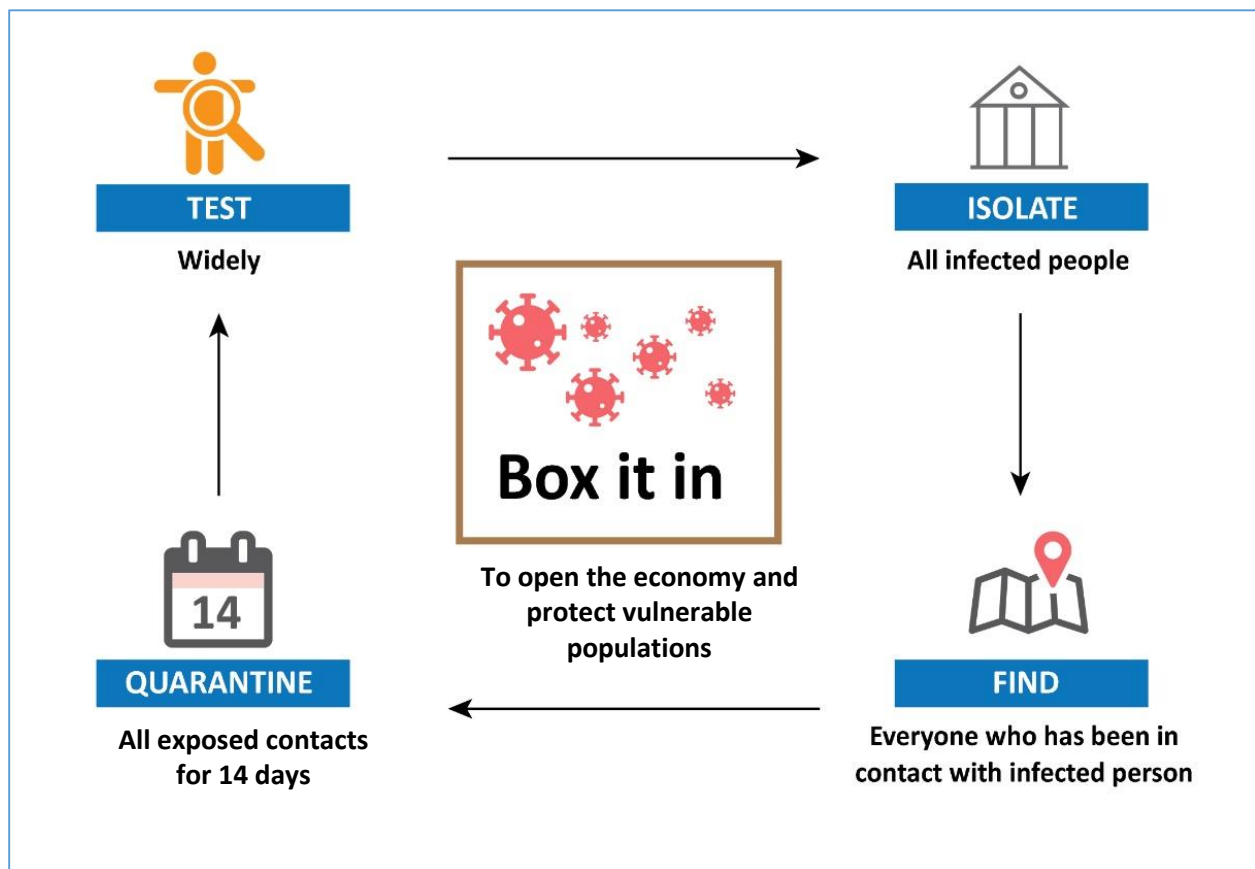 TEST
Widely
ISOLATE
All infected people
Box it in
To open the economy and
protect vulnerable
populations
14
QUARANTINE
All exposed contacts
for 14 days
FIND
Everyone who has been in
contact with infected person